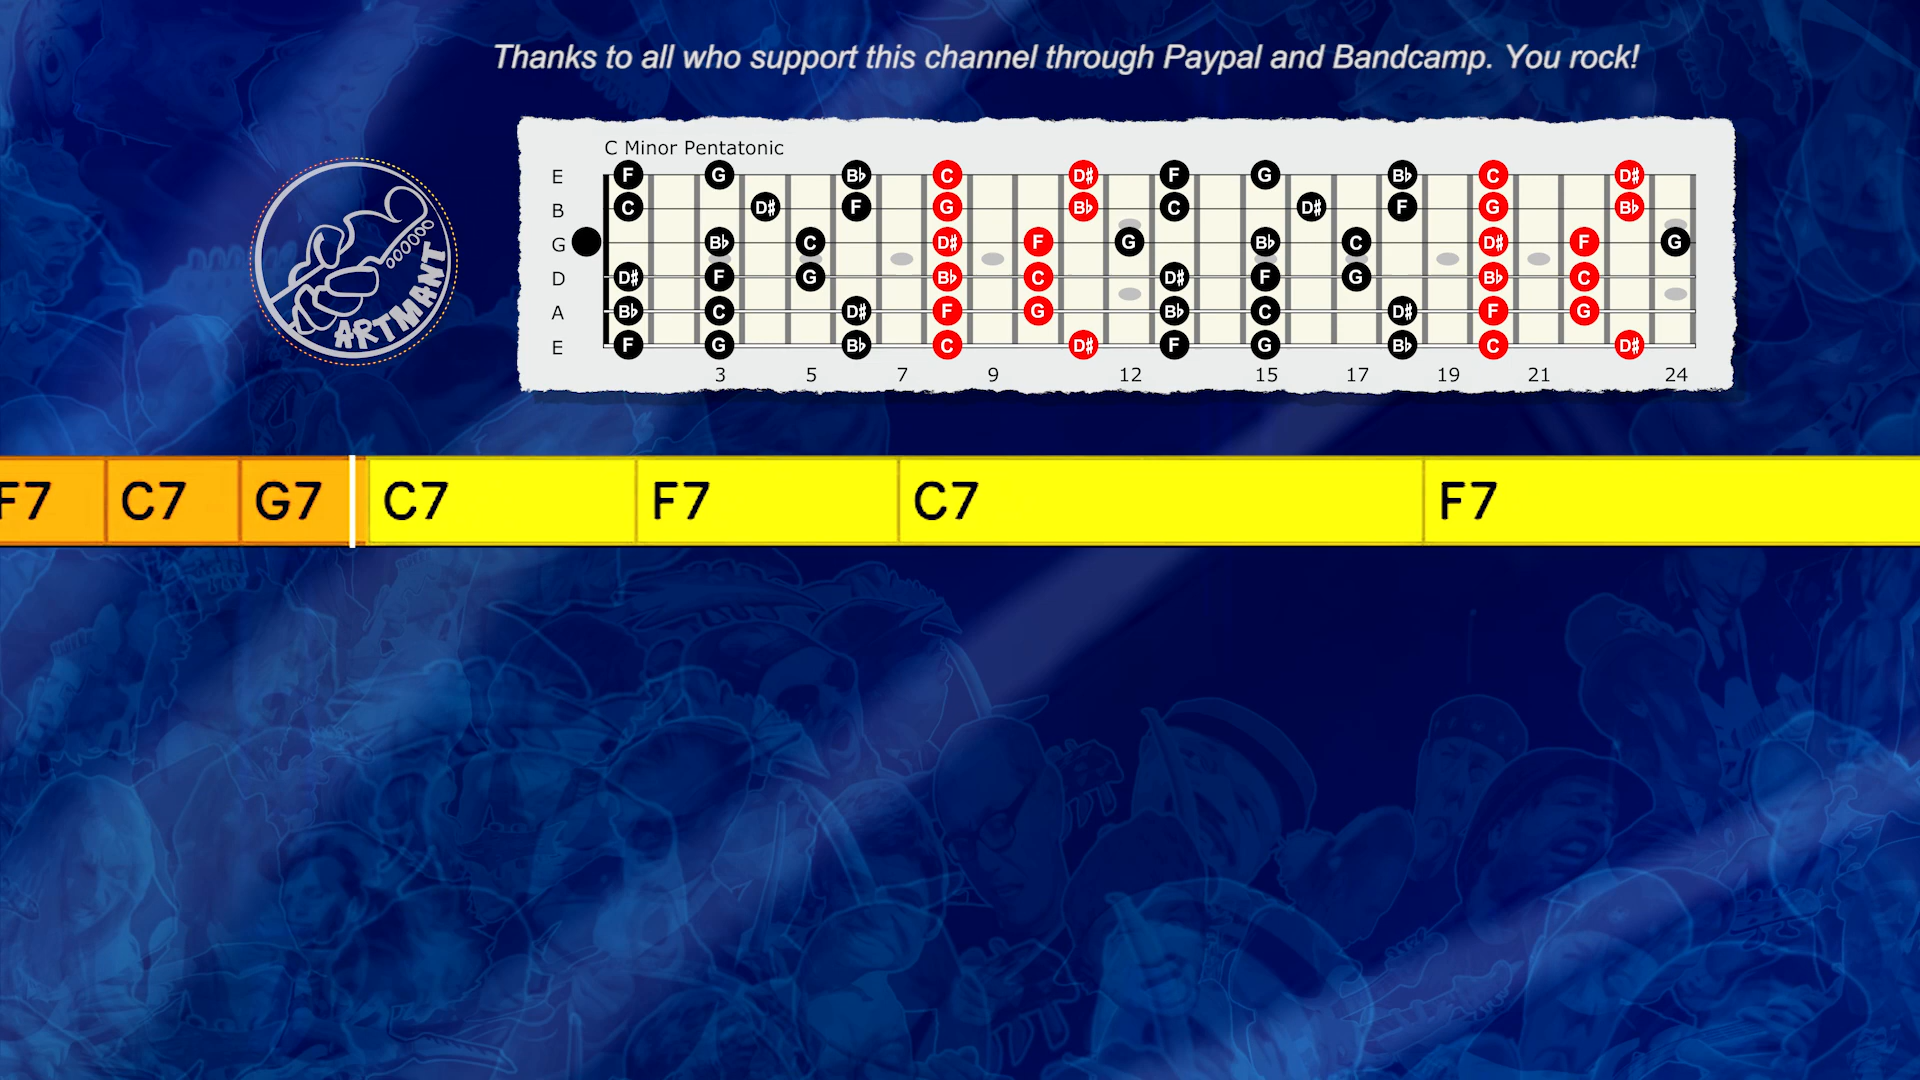 Thanks to all who support this channel through Paypal and Bandcamp. You rock!
C Minor Pentatonic
E F G B♭ C D♯ F G B♭ C D♯
B C D♯ F G B♭ C D♯ F G B♭
G B♭ C D♯ F G B♭ C D♯ F G
D D♯ F G B♭ C D♯ F G B♭ C
A B♭ C D♯ F G B♭ C D♯ F G
E F G B♭ C D♯ F G B♭ C D♯
3 5 7 9 12 15 17 19 21 24
ARTMANT
F7 C7 G7 C7 F7 C7 F7